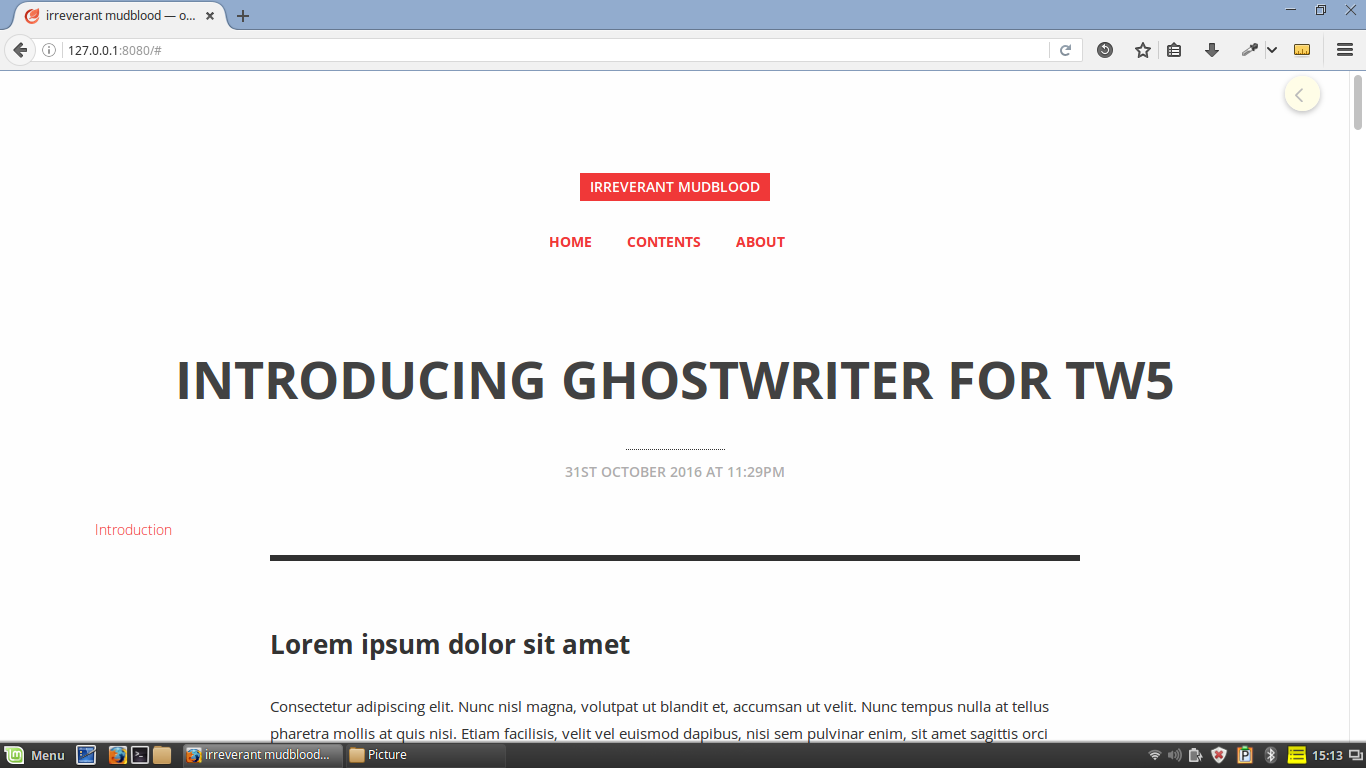 irreverant mudblood — o...
127.0.0.1:8080/#
IRREVERANT MUDBLOOD
HOME CONTENTS ABOUT
INTRODUCING GHOSTWRITER FOR TW5
31ST OCTOBER 2016 AT 11:29PM
Introduction
Lorem ipsum dolor sit amet
Consectetur adipiscing elit. Nunc nisl magna, volutpat ut blandit et, accumsan ut velit. Nunc tempus nulla at tellus
pharetra mollis at quis nisi. Etiam facilisis, velit vel euismod dapibus, nisi sem pulvinar enim, sit amet sagittis orci
Menu irreverant mudblood... Picture 15:13